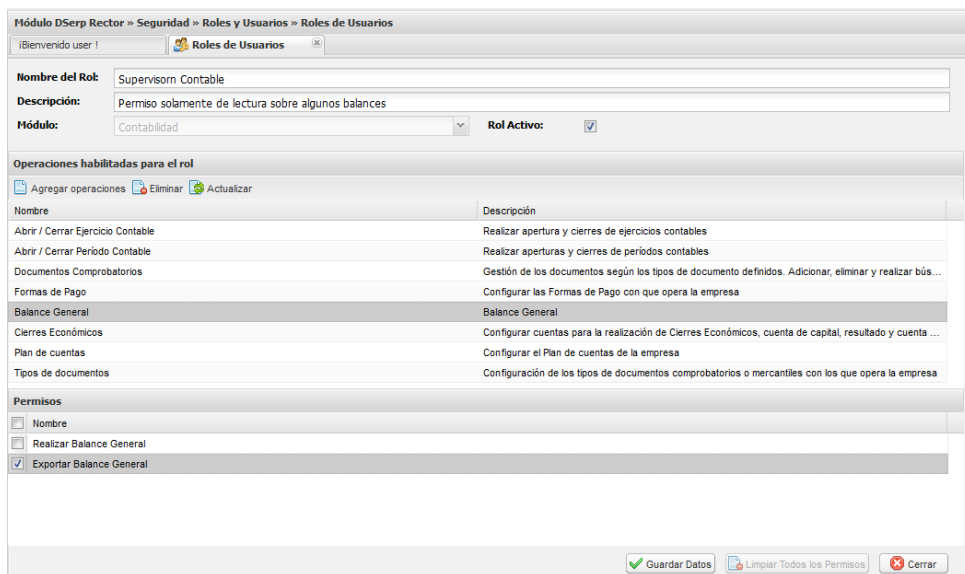 Módulo DSerp Rector » Seguridad » Roles y Usuarios » Roles de Usuarios
¡Bienvenido user ! Roles de Usuarios
Nombre del Rol: Supervisorn Contable
Descripción: Permiso solamente de lectura sobre algunos balances
Módulo: Contabilidad Rol Activo:
Operaciones habilitadas para el rol
Agregar operaciones Eliminar Actualizar
Nombre Descripción
Abrir / Cerrar Ejercicio Contable Realizar apertura y cierres de ejercicios contables
Abrir / Cerrar Período Contable Realizar aperturas y cierres de períodos contables
Documentos Comprobatorios Gestión de los documentos según los tipos de documento definidos. Adicionar, eliminar y realizar bús...
Formas de Pago Configurar las Formas de Pago con que opera la empresa
Balance General Balance General
Cierres Económicos Configurar cuentas para la realización de Cierres Económicos, cuenta de capital, resultado y cuenta ...
Plan de cuentas Configurar el Plan de cuentas de la empresa
Tipos de documentos Configuración de los tipos de documentos comprobatorios o mercantiles con los que opera la empresa
Permisos
Nombre
Realizar Balance General
Exportar Balance General
Guardar Datos Limpiar Todos los Permisos Cerrar